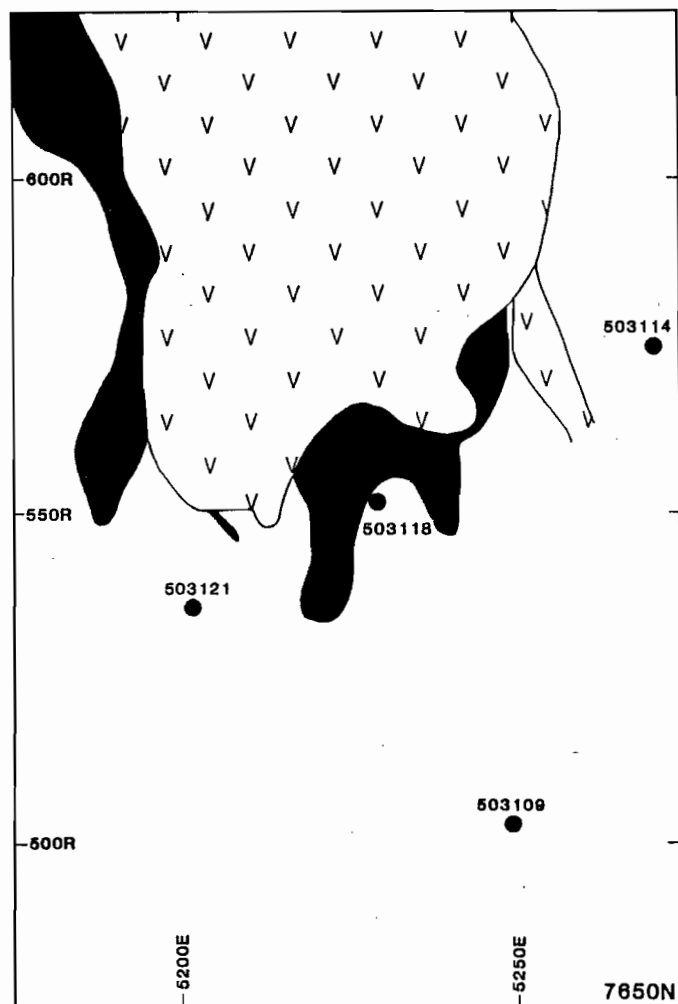 V V V V V
V V V V V
V V V V V V
600R
V V V V V
V V V V V
V V V V V
V V V V V
503114
V V V V V
V V V V
V V V V V
V V V
550R
V
503118
503121
503109
500R
5200E
5250E
7650N